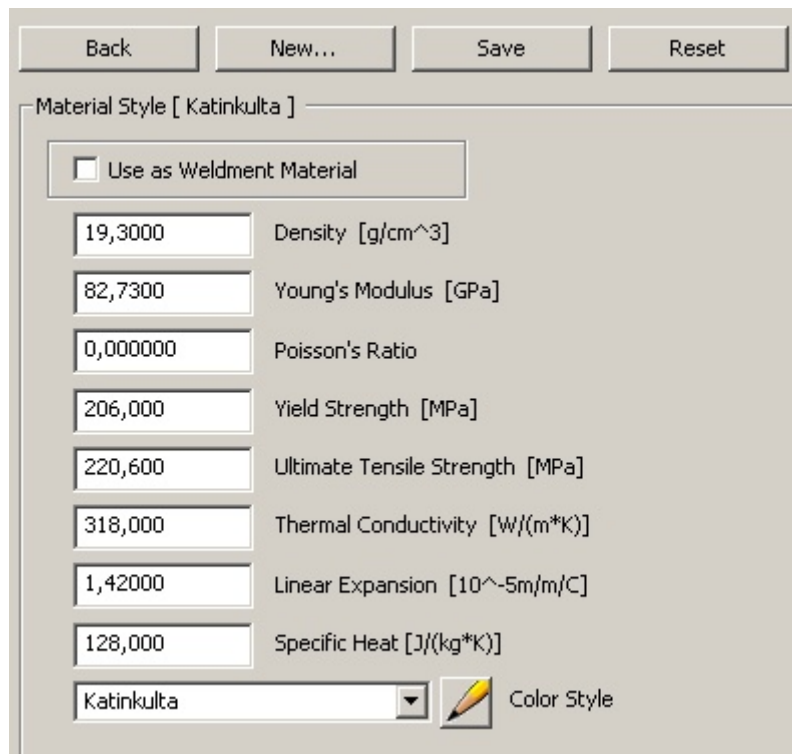 Back New... Save Reset
Material Style [ Katinkulta ]
Use as Weldment Material
19,3000 Density [g/cm^3]
82,7300 Young's Modulus [GPa]
0,000000 Poisson's Ratio
206,000 Yield Strength [MPa]
220,600 Ultimate Tensile Strength [MPa]
318,000 Thermal Conductivity [W/(m*K)]
1,42000 Linear Expansion [10^-5m/m/C]
128,000 Specific Heat [J/(kg*K)]
Katinkulta Color Style